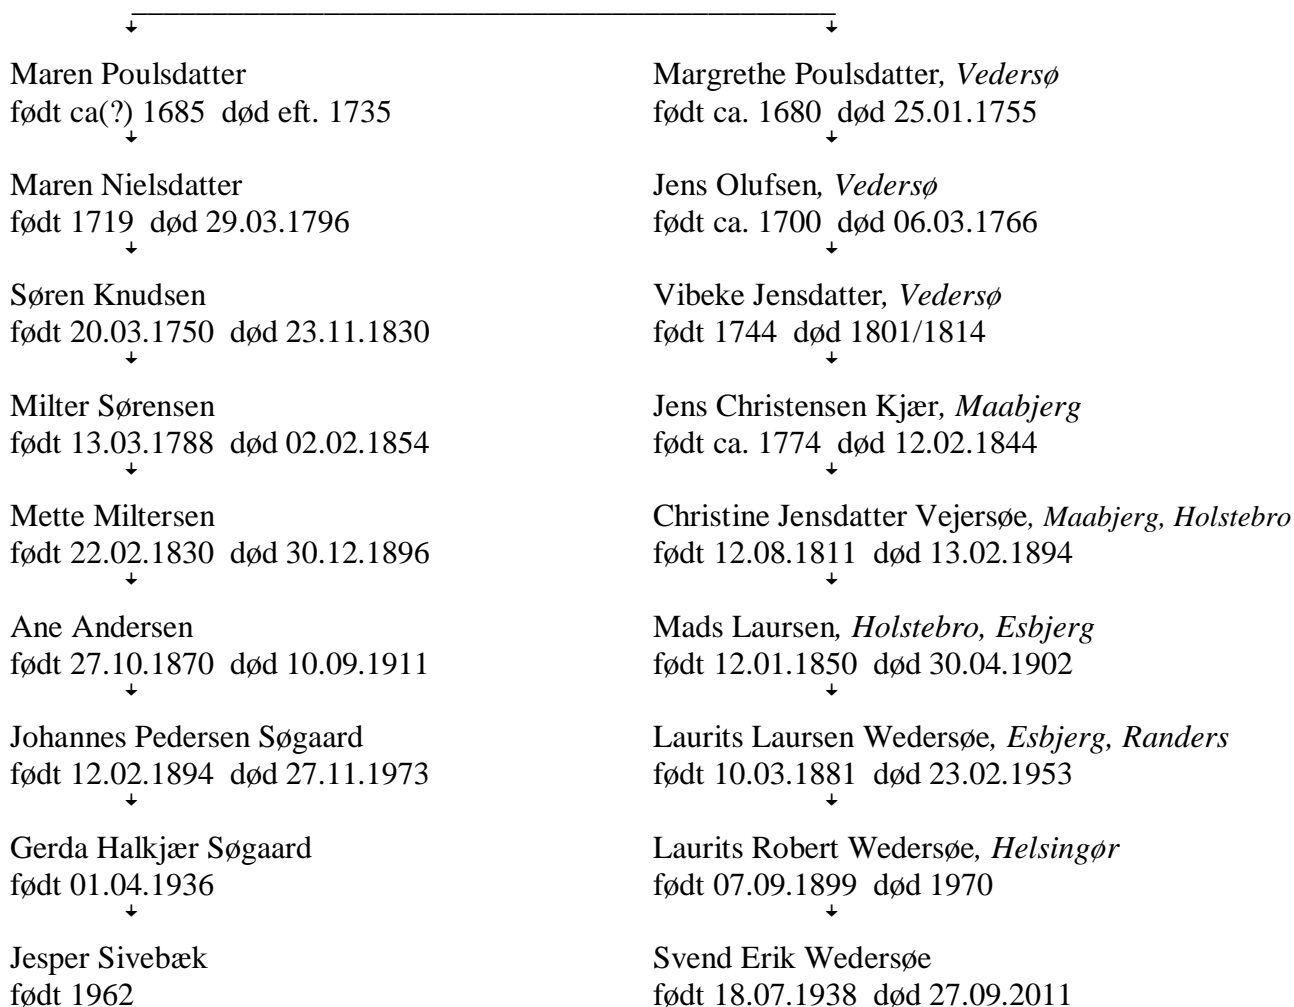 Maren Poulsdatter
født ca(?) 1685 død eft. 1735
Maren Nielsdatter
født 1719 død 29.03.1796
Søren Knudsen
født 20.03.1750 død 23.11.1830
Milter Sørensen
født 13.03.1788 død 02.02.1854
Mette Miltersen
født 22.02.1830 død 30.12.1896
Ane Andersen
født 27.10.1870 død 10.09.1911
Johannes Pedersen Søgaard
født 12.02.1894 død 27.11.1973
Gerda Halkjær Søgaard
født 01.04.1936
Jesper Sivebæk
født 1962
Margrethe Poulsdatter, Vedersø
født ca. 1680 død 25.01.1755
Jens Olufsen, Vedersø
født ca. 1700 død 06.03.1766
Vibeke Jensdatter, Vedersø
født 1744 død 1801/1814
Jens Christensen Kjær, Maabjerg
født ca. 1774 død 12.02.1844
Christine Jensdatter Vejersøe, Maabjerg, Holstebro
født 12.08.1811 død 13.02.1894
Mads Laursen, Holstebro, Esbjerg
født 12.01.1850 død 30.04.1902
Laurits Laursen Wedersøe, Esbjerg, Randers
født 10.03.1881 død 23.02.1953
Laurits Robert Wedersøe, Helsingør
født 07.09.1899 død 1970
Svend Erik Wedersøe
født 18.07.1938 død 27.09.2011